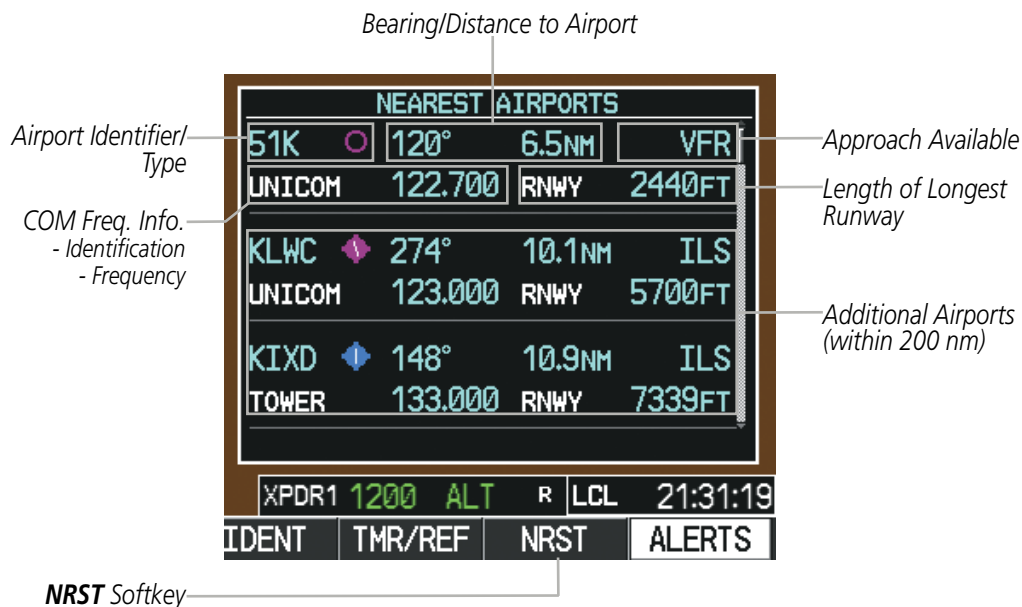 Bearing/Distance to Airport
NEAREST AIRPORTS
Airport Identifier/
Type
51K 120° 6.5NM VFR
Approach Available
UNICOM 122.700 RNWY 2440FT
Length of Longest
Runway
COM Freq. Info.
- Identification
- Frequency
KLWC 274° 10.1NM ILS
UNICOM 123.000 RNWY 5700FT
Additional Airports
(within 200 nm)
KIXD 148° 10.9NM ILS
TOWER 133.000 RNWY 7339FT
XPDR1 1200 ALT R LCL 21:31:19
IDENT TMR/REF NRST ALERTS
NRST Softkey